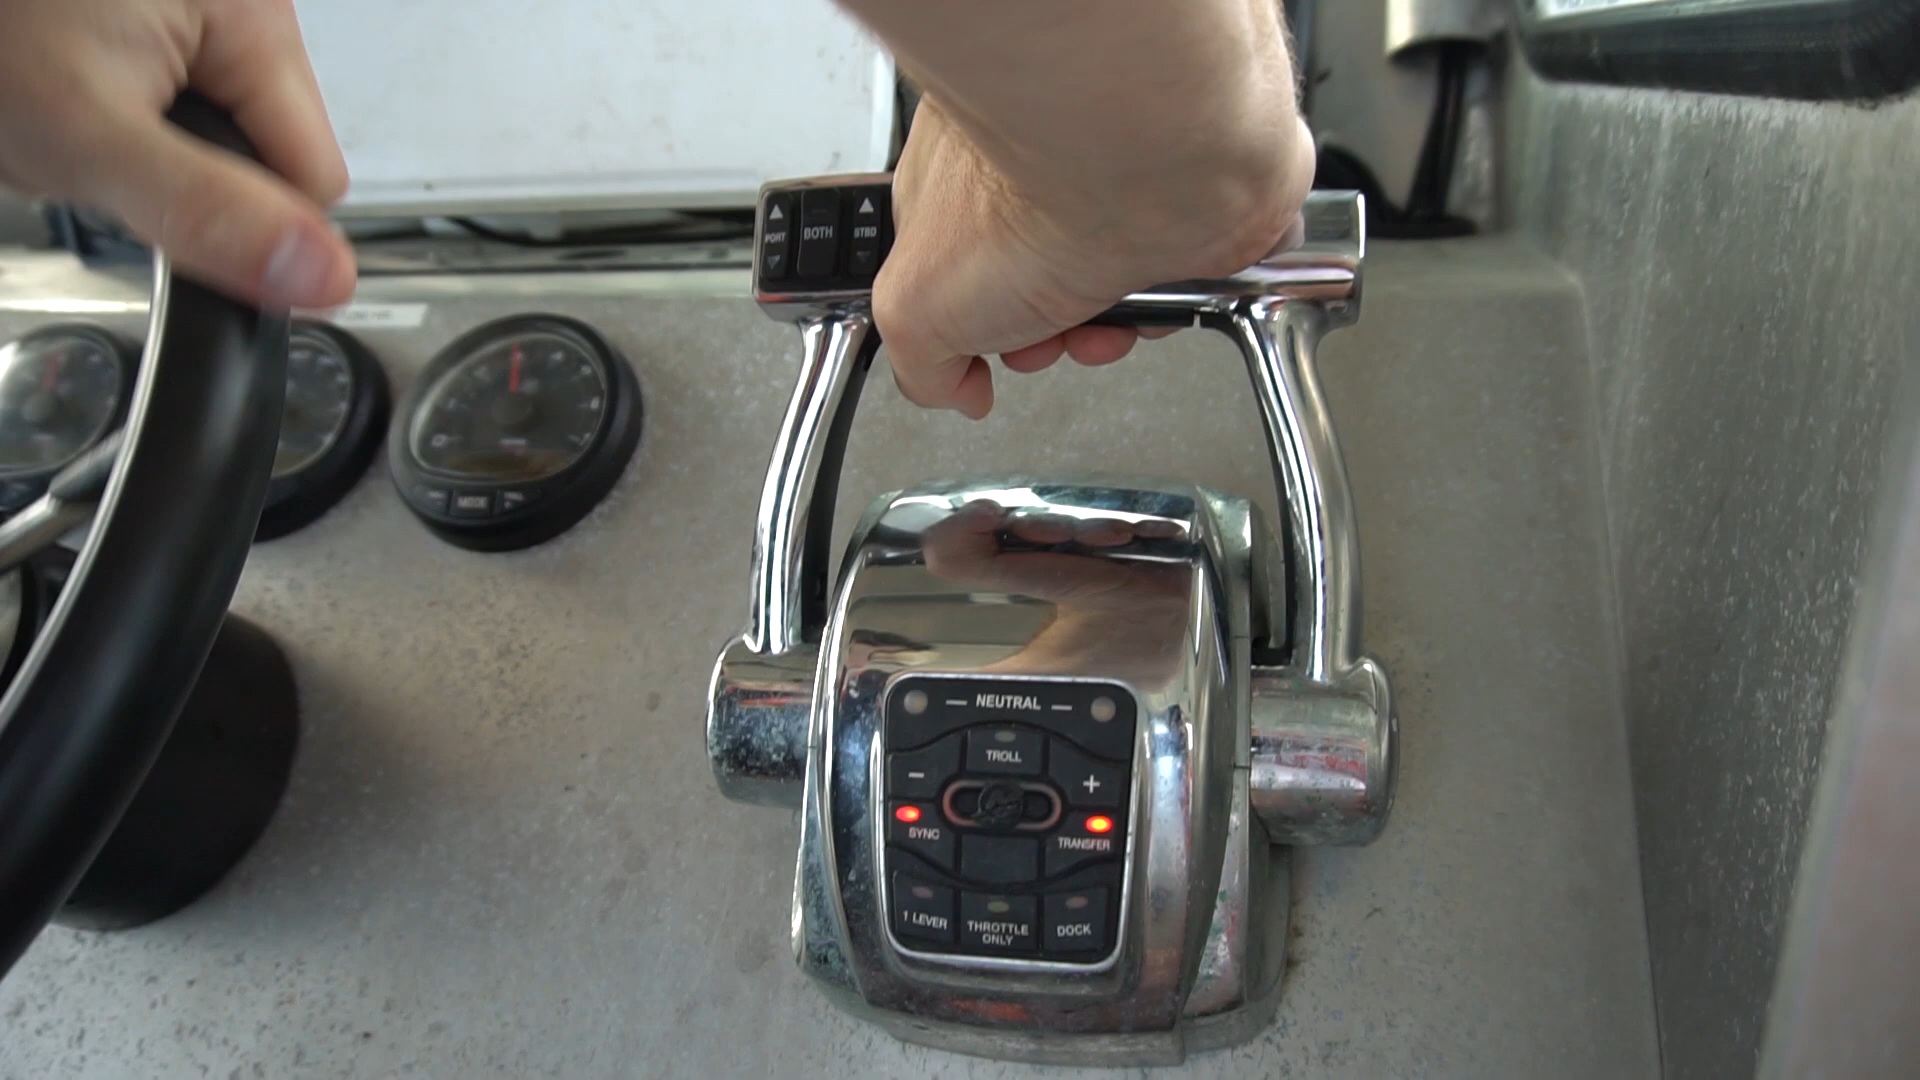 PORT
BOTH
STBD
MODE
— NEUTRAL —
TROLL
− +
SYNC
TRANSFER
1 LEVER
THROTTLE
ONLY
DOCK